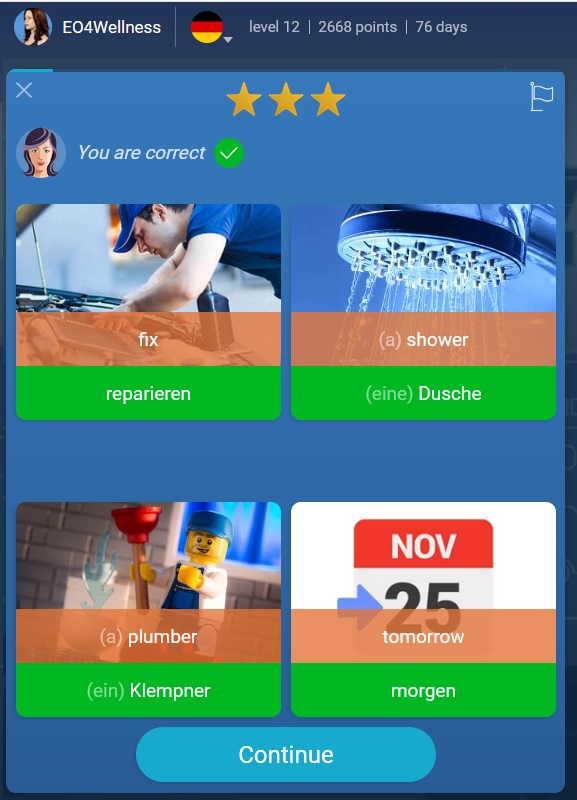 EO4Wellness
level 12 | 2668 points | 76 days
You are correct
fix
reparieren
(a) shower
(eine) Dusche
(a) plumber
(ein) Klempner
NOV
25
tomorrow
morgen
Continue